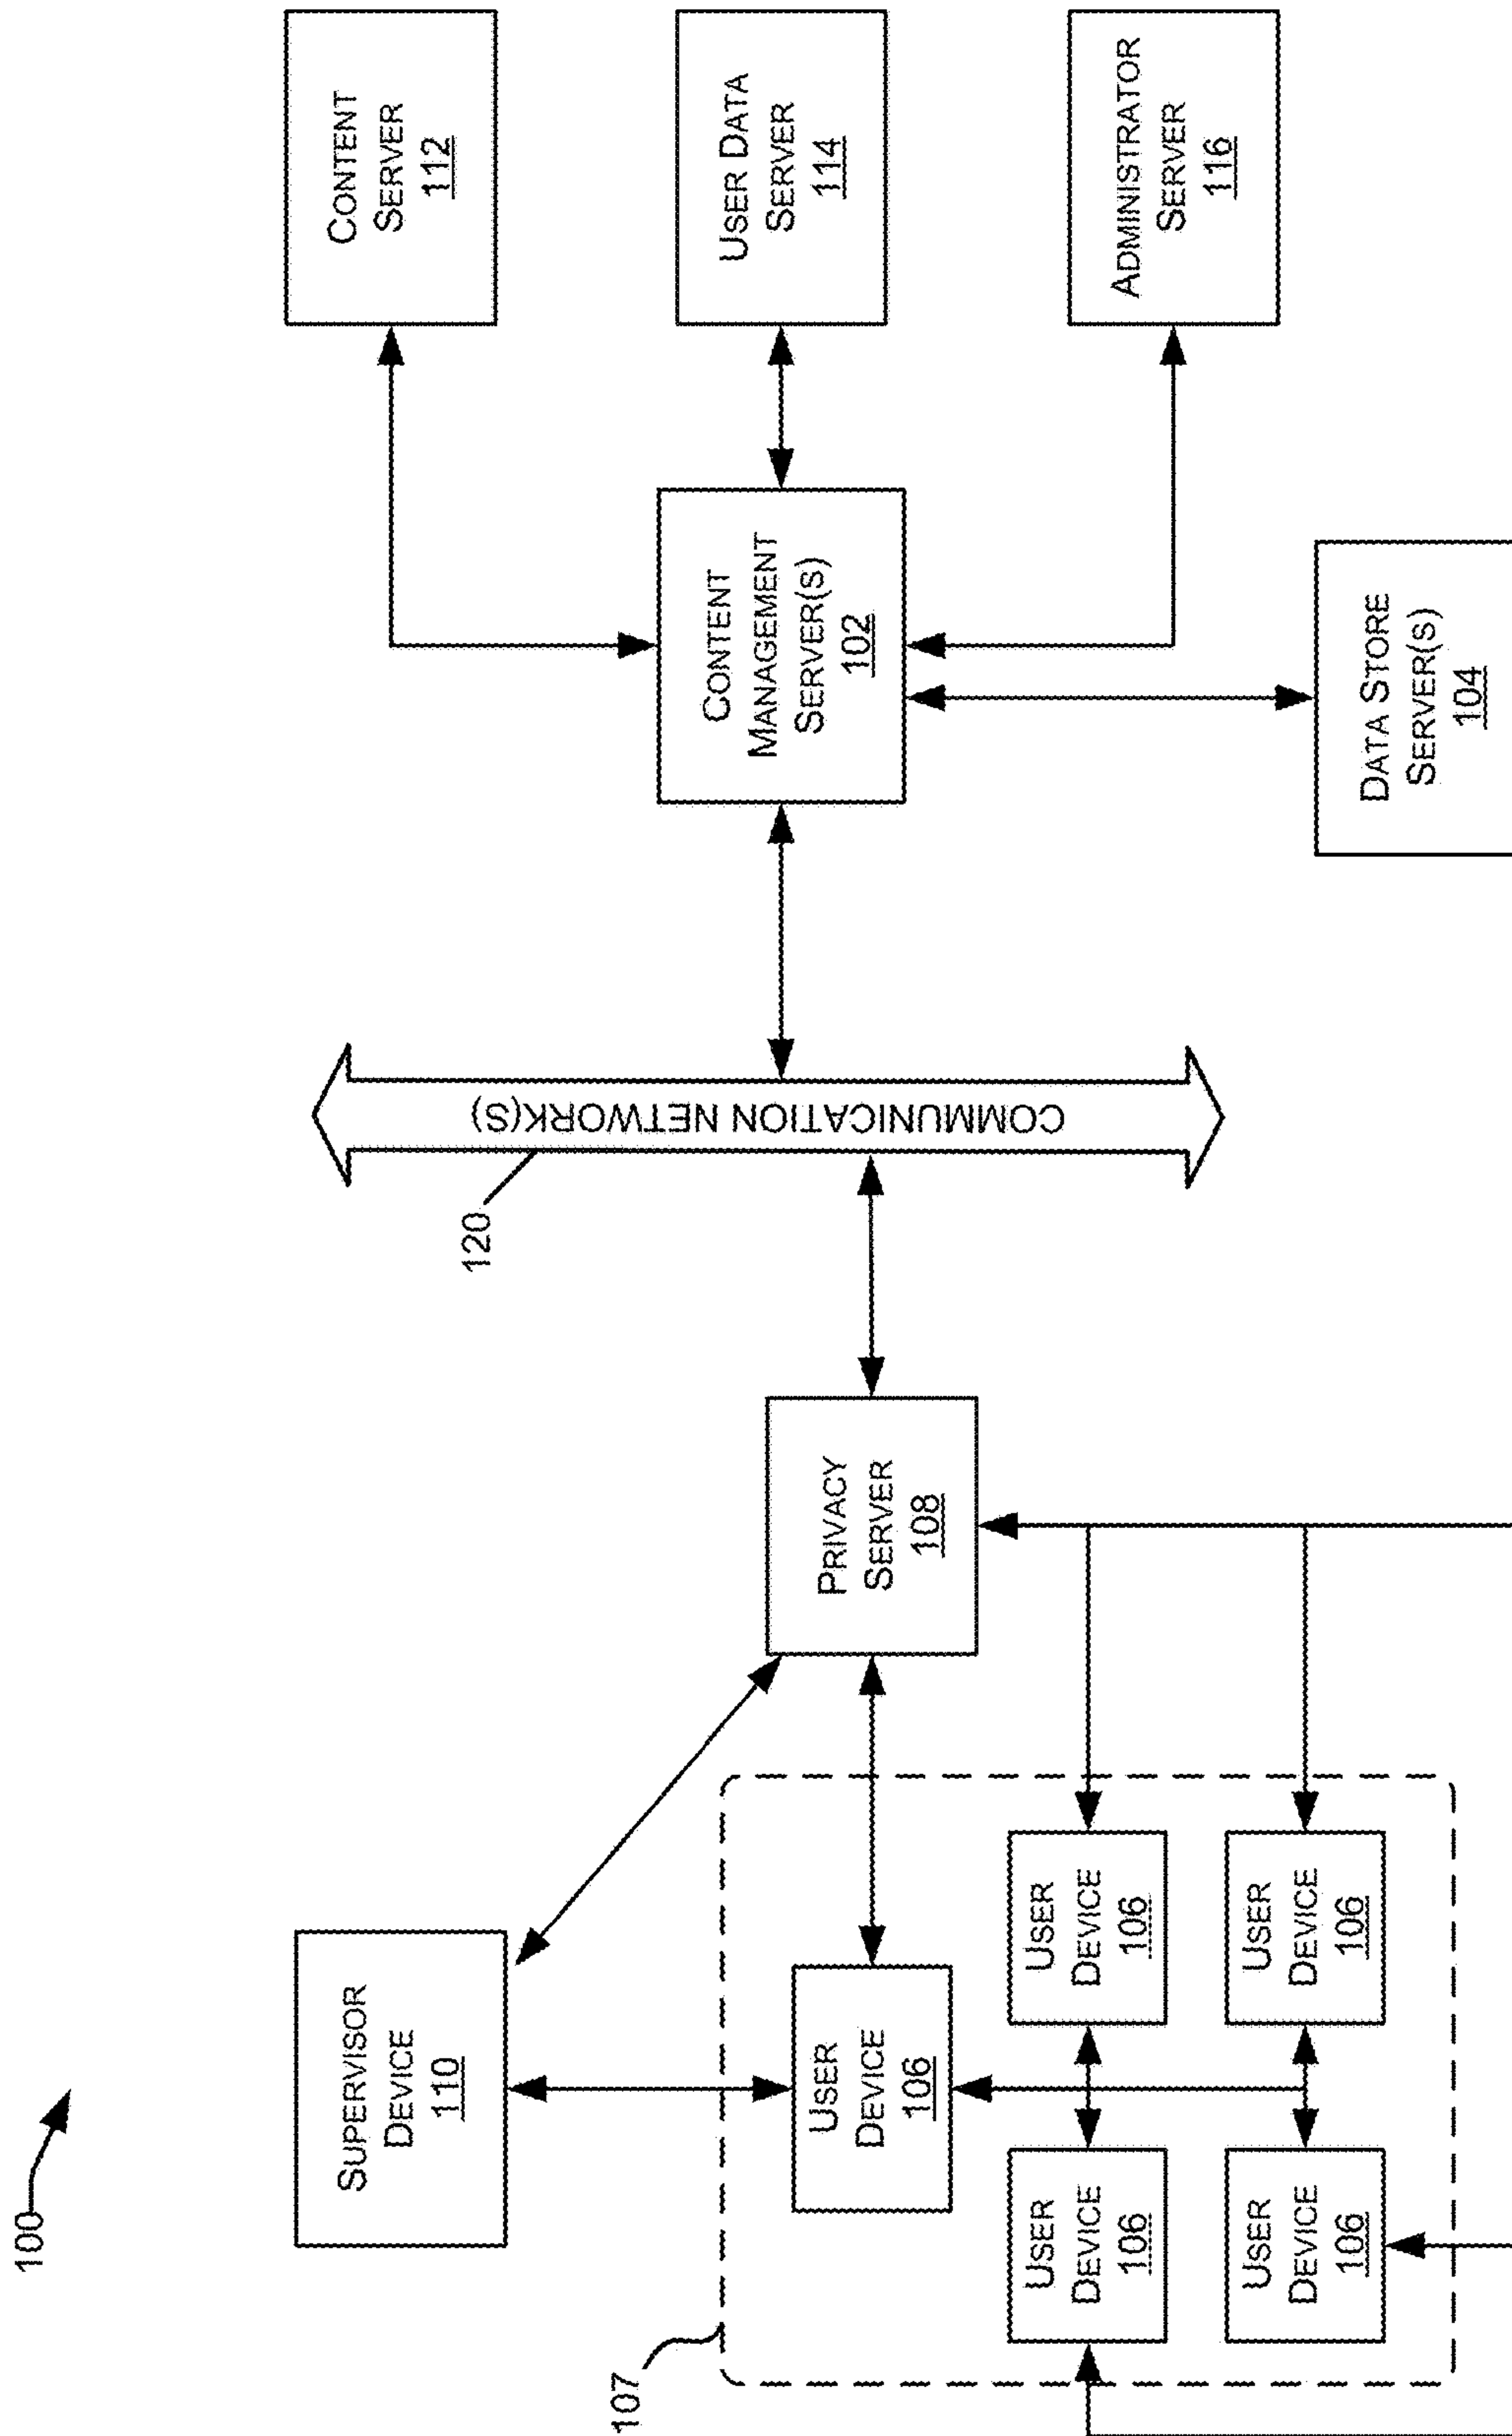 100
SUPERVISOR
DEVICE
110
107
USER
DEVICE
106
USER
DEVICE
106
USER
DEVICE
106
USER
DEVICE
106
USER
DEVICE
106
PRIVACY
SERVER
108
120
COMMUNICATION NETWORK(S)
CONTENT
MANAGEMENT
SERVER(S)
102
DATA STORE
SERVER(S)
104
CONTENT
SERVER
112
USER DATA
SERVER
114
ADMINISTRATOR
SERVER
116